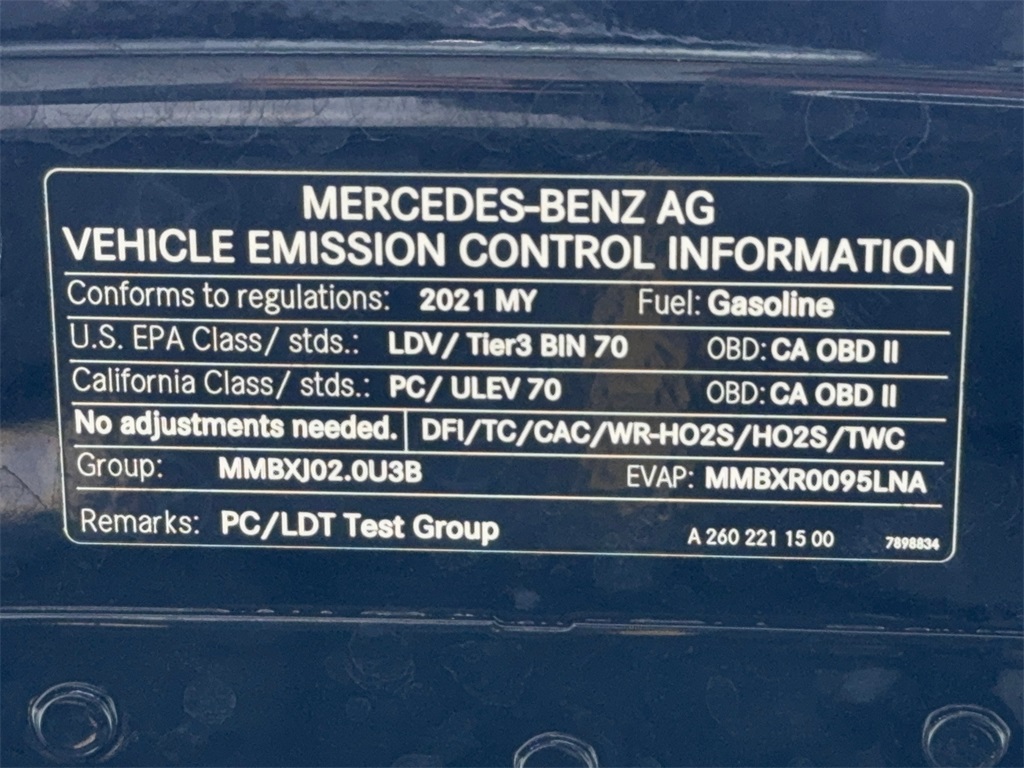 MERCEDES-BENZ AG
VEHICLE EMISSION CONTROL INFORMATION
Conforms to regulations: 2021 MY Fuel: Gasoline
U.S. EPA Class/ stds.: LDV/ Tier3 BIN 70 OBD: CA OBD II
California Class/ stds.: PC/ ULEV 70 OBD: CA OBD II
No adjustments needed. DFI/TC/CAC/WR-HO2S/HO2S/TWC
Group: MMBXJ02.0U3B EVAP: MMBXR0095LNA
Remarks: PC/LDT Test Group A 260 221 15 00 7898834